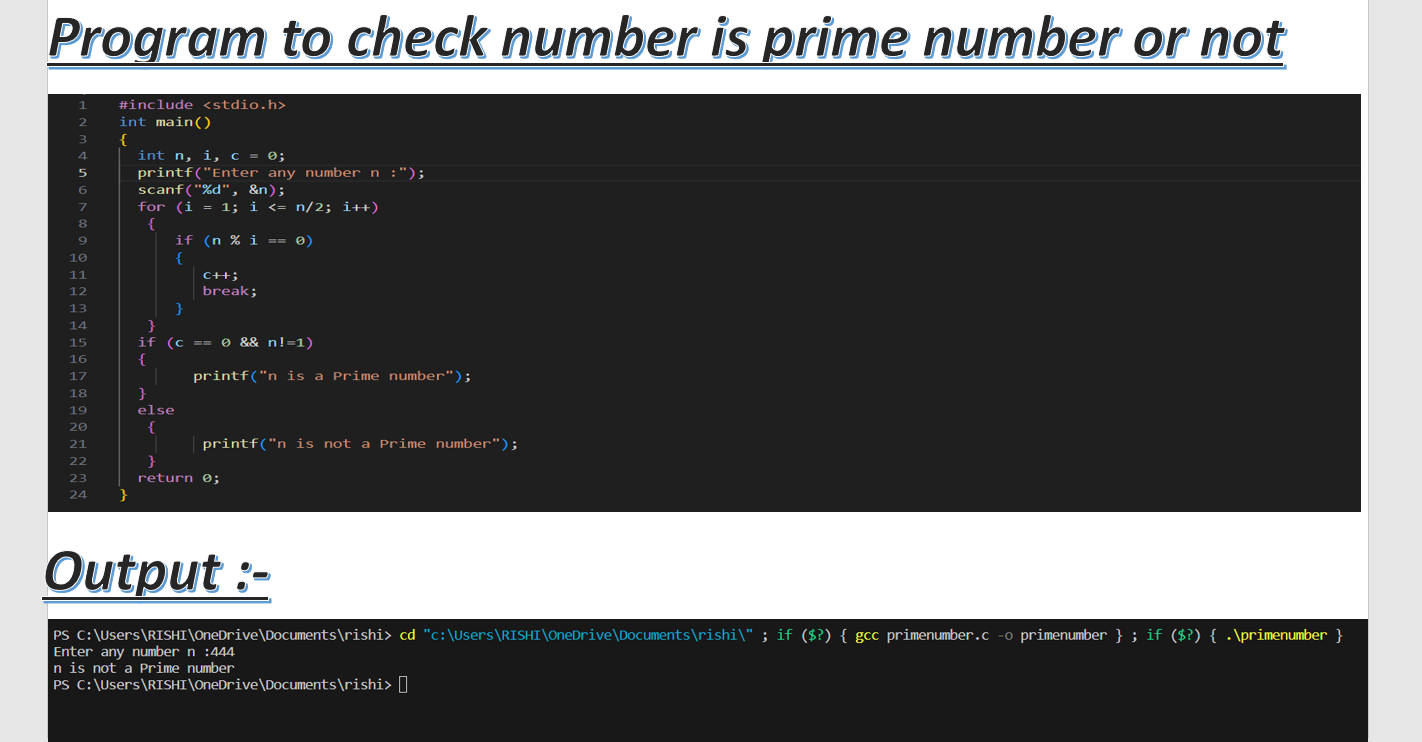 Program to check number is prime number or not
1 #include <stdio.h>
2 int main()
3 {
4 int n, i, c = 0;
5 printf("Enter any number n :");
6 scanf("%d", &n);
7 for (i = 1; i <= n/2; i++)
8 {
9 if (n % i == 0)
10 {
11 c++;
12 break;
13 }
14 }
15 if (c == 0 && n!=1)
16 {
17 printf("n is a Prime number");
18 }
19 else
20 {
21 printf("n is not a Prime number");
22 }
23 return 0;
24 }
Output :-
PS C:\Users\RISHI\OneDrive\Documents\rishi> cd "c:\Users\RISHI\OneDrive\Documents\rishi\" ; if ($?) { gcc primenumber.c -o primenumber } ; if ($?) { .\primenumber }
Enter any number n :444
n is not a Prime number
PS C:\Users\RISHI\OneDrive\Documents\rishi>